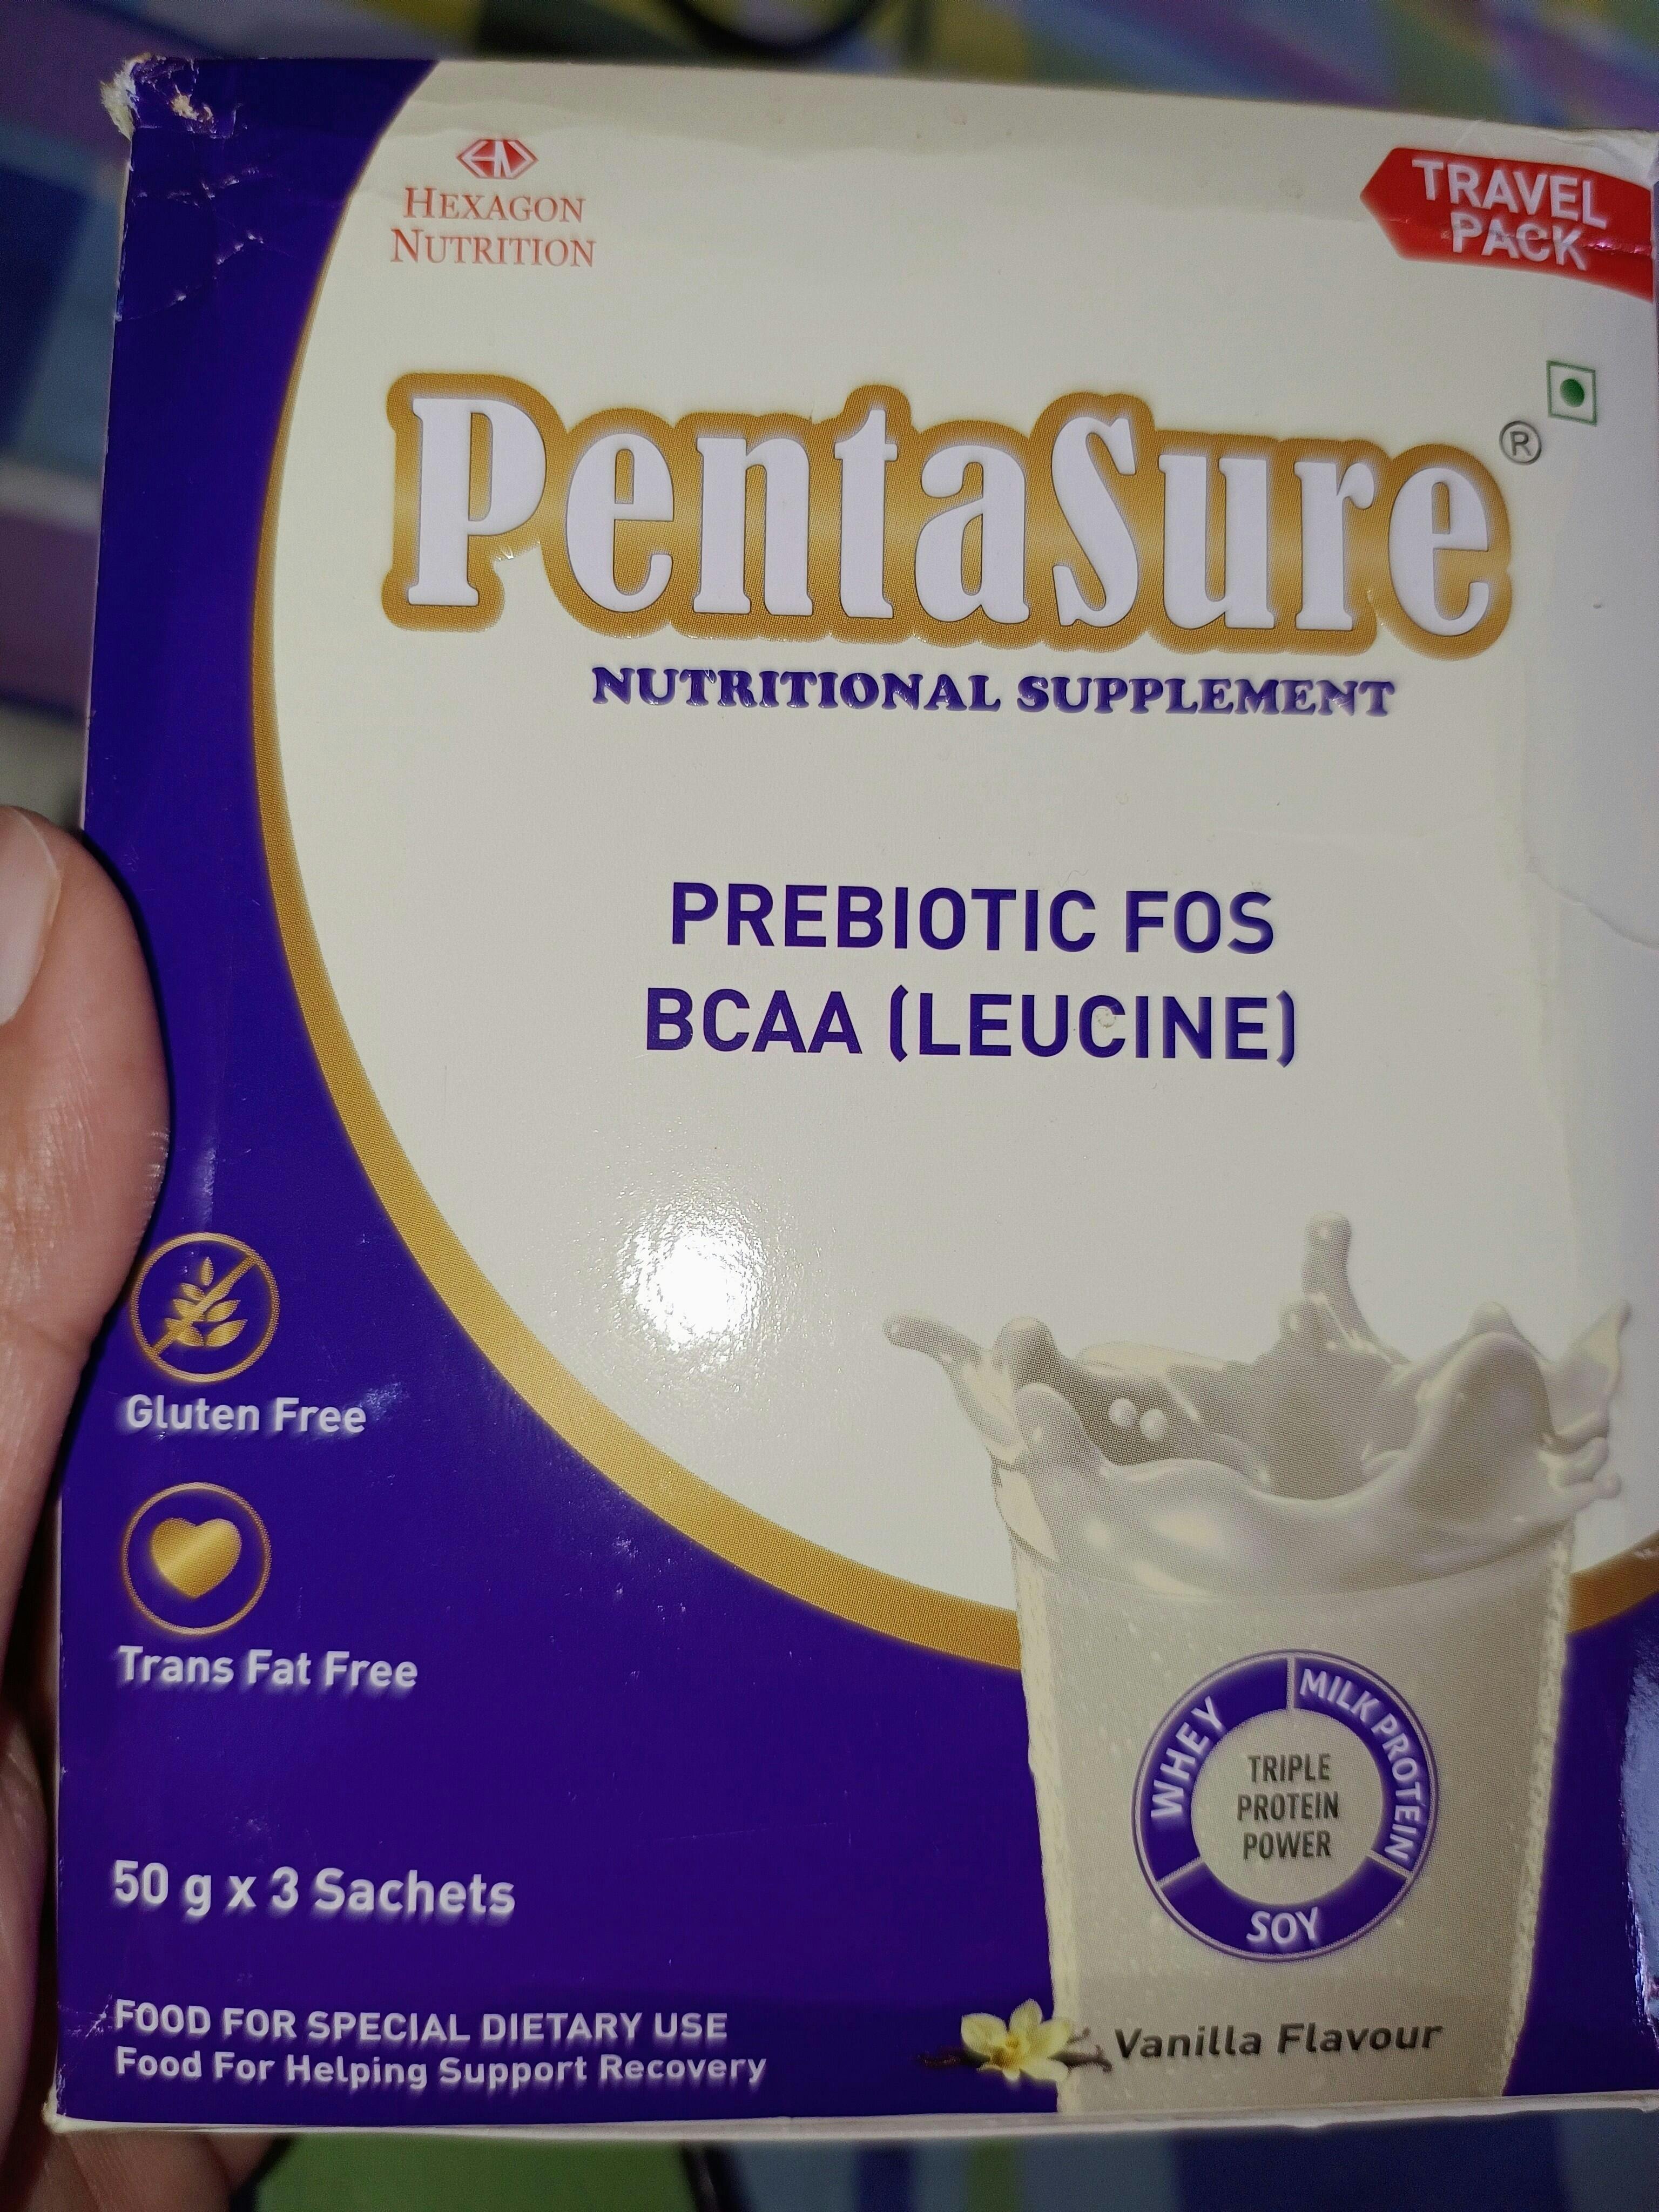 HEXAGON
NUTRITION
TRAVEL
PACK
PentaSure®
NUTRITIONAL SUPPLEMENT
PREBIOTIC FOS
BCAA (LEUCINE)
Gluten Free
Trans Fat Free
WHEY
MILK PROTEIN
SOY
TRIPLE
PROTEIN
POWER
50 g x 3 Sachets
FOOD FOR SPECIAL DIETARY USE
Food For Helping Support Recovery
Vanilla Flavour